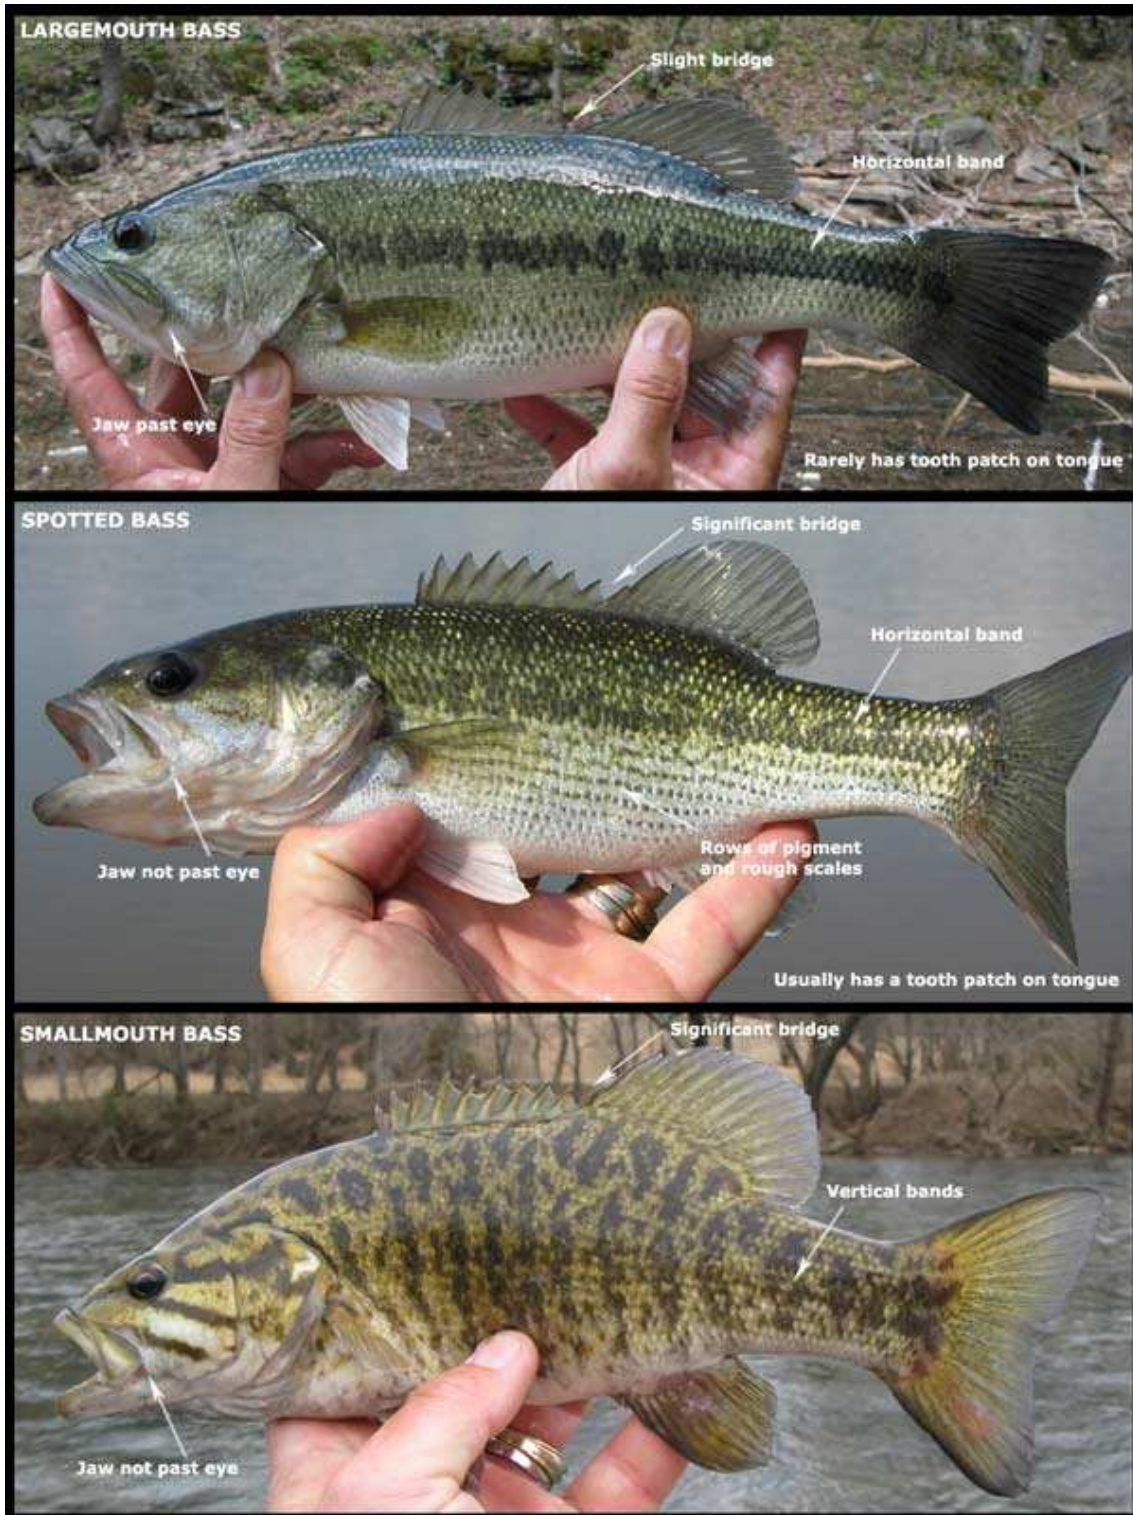 LARGEMOUTH BASS
Slight bridge
Horizontal band
Jaw past eye
Rarely has tooth patch on tongue
SPOTTED BASS
Significant bridge
Horizontal band
Rows of pigment
and rough scales
Jaw not past eye
Usually has a tooth patch on tongue
SMALLMOUTH BASS
Significant bridge
Vertical bands
Jaw not past eye